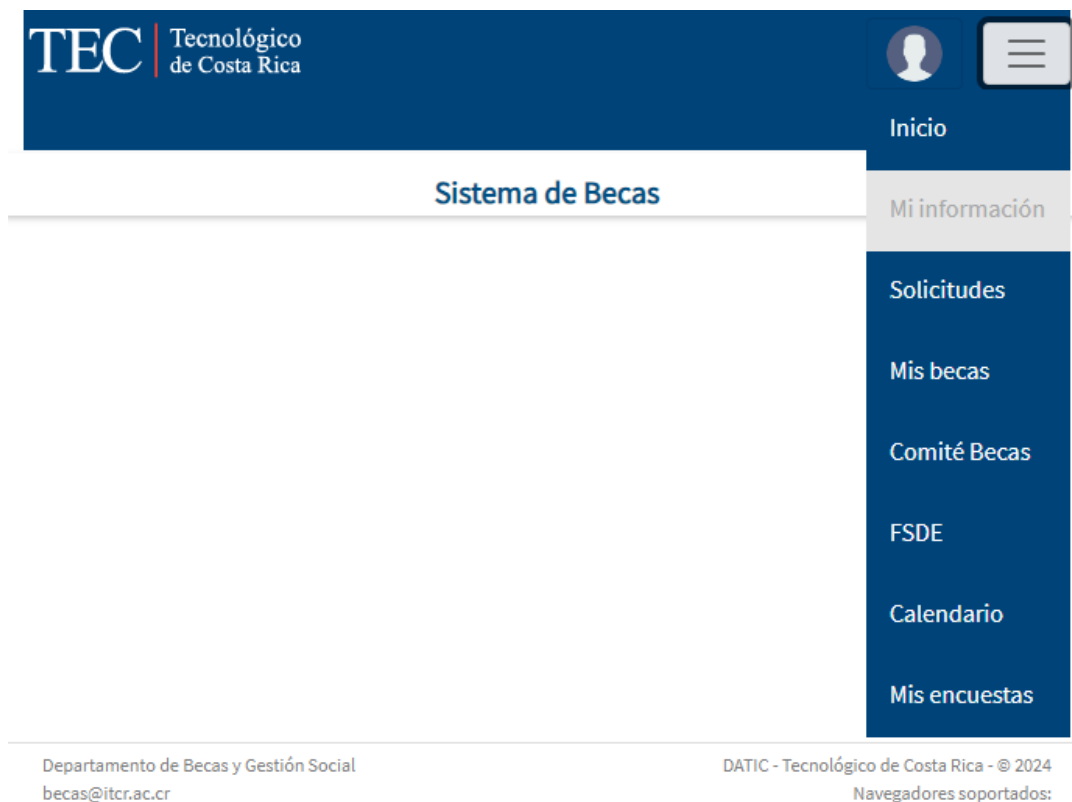 TEC Tecnológico
de Costa Rica
Inicio
Sistema de Becas
Mi información
Solicitudes
Mis becas
Comité Becas
FSDE
Calendario
Mis encuestas
Departamento de Becas y Gestión Social
becas@itcr.ac.cr
DATIC - Tecnológico de Costa Rica - © 2024
Navegadores soportados: